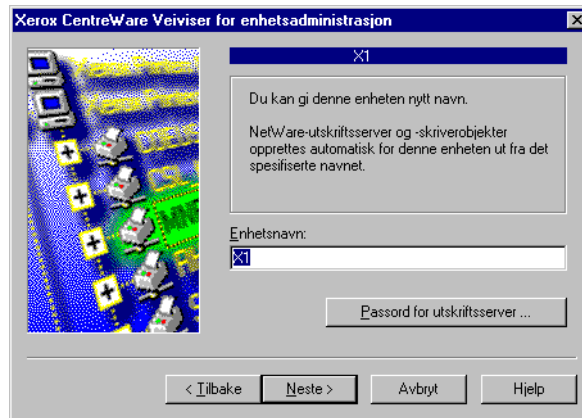 Xerox CentreWare Veiviser for enhetsadministrasjon
X1
Du kan gi denne enheten nytt navn.
NetWare-utskriftsserver og -skriverobjekter
opprettes automatisk for denne enheten ut fra det
spesifiserte navnet.
Enhetsnavn:
X1
Passord for utskriftsserver ...
< Tilbake
Neste >
Avbryt
Hjelp